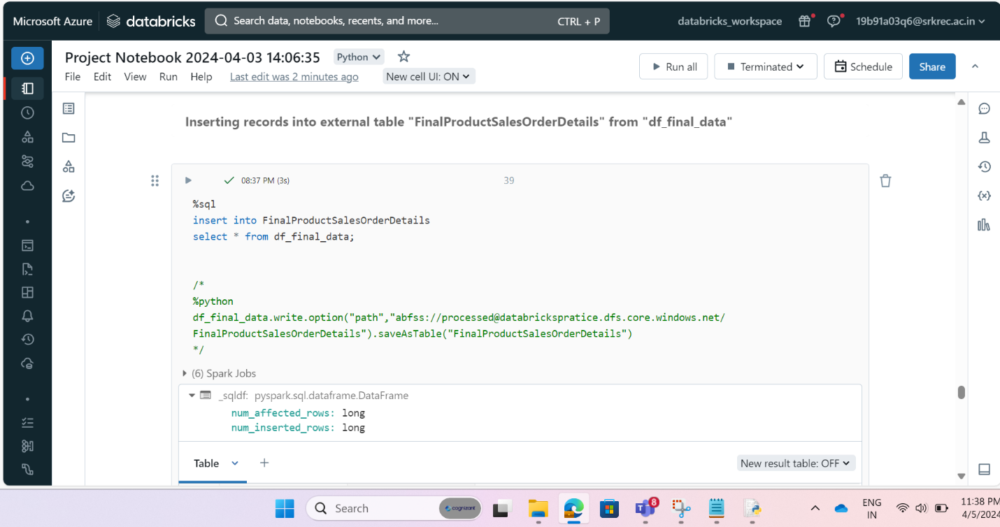 Microsoft Azure
databricks
Search data, notebooks, recents, and more...
CTRL + P
databricks_workspace
19b91a03q6@srkrec.ac.in
Project Notebook 2024-04-03 14:06:35
Python
File Edit View Run Help Last edit was 2 minutes ago New cell UI: ON
Run all
Terminated
Schedule
Share
Inserting records into external table "FinalProductSalesOrderDetails" from "df_final_data"
08:37 PM (3s)
39
%sql
insert into FinalProductSalesOrderDetails
select * from df_final_data;
/*
%python
df_final_data.write.option("path","abfss://processed@databrickspratice.dfs.core.windows.net/
FinalProductSalesOrderDetails").saveAsTable("FinalProductSalesOrderDetails")
*/
(6) Spark Jobs
_sqldf: pyspark.sql.dataframe.DataFrame
num_affected_rows: long
num_inserted_rows: long
Table
+
New result table: OFF
Search
cognizant
8
ENG
IN
11:38 PM
4/5/2024